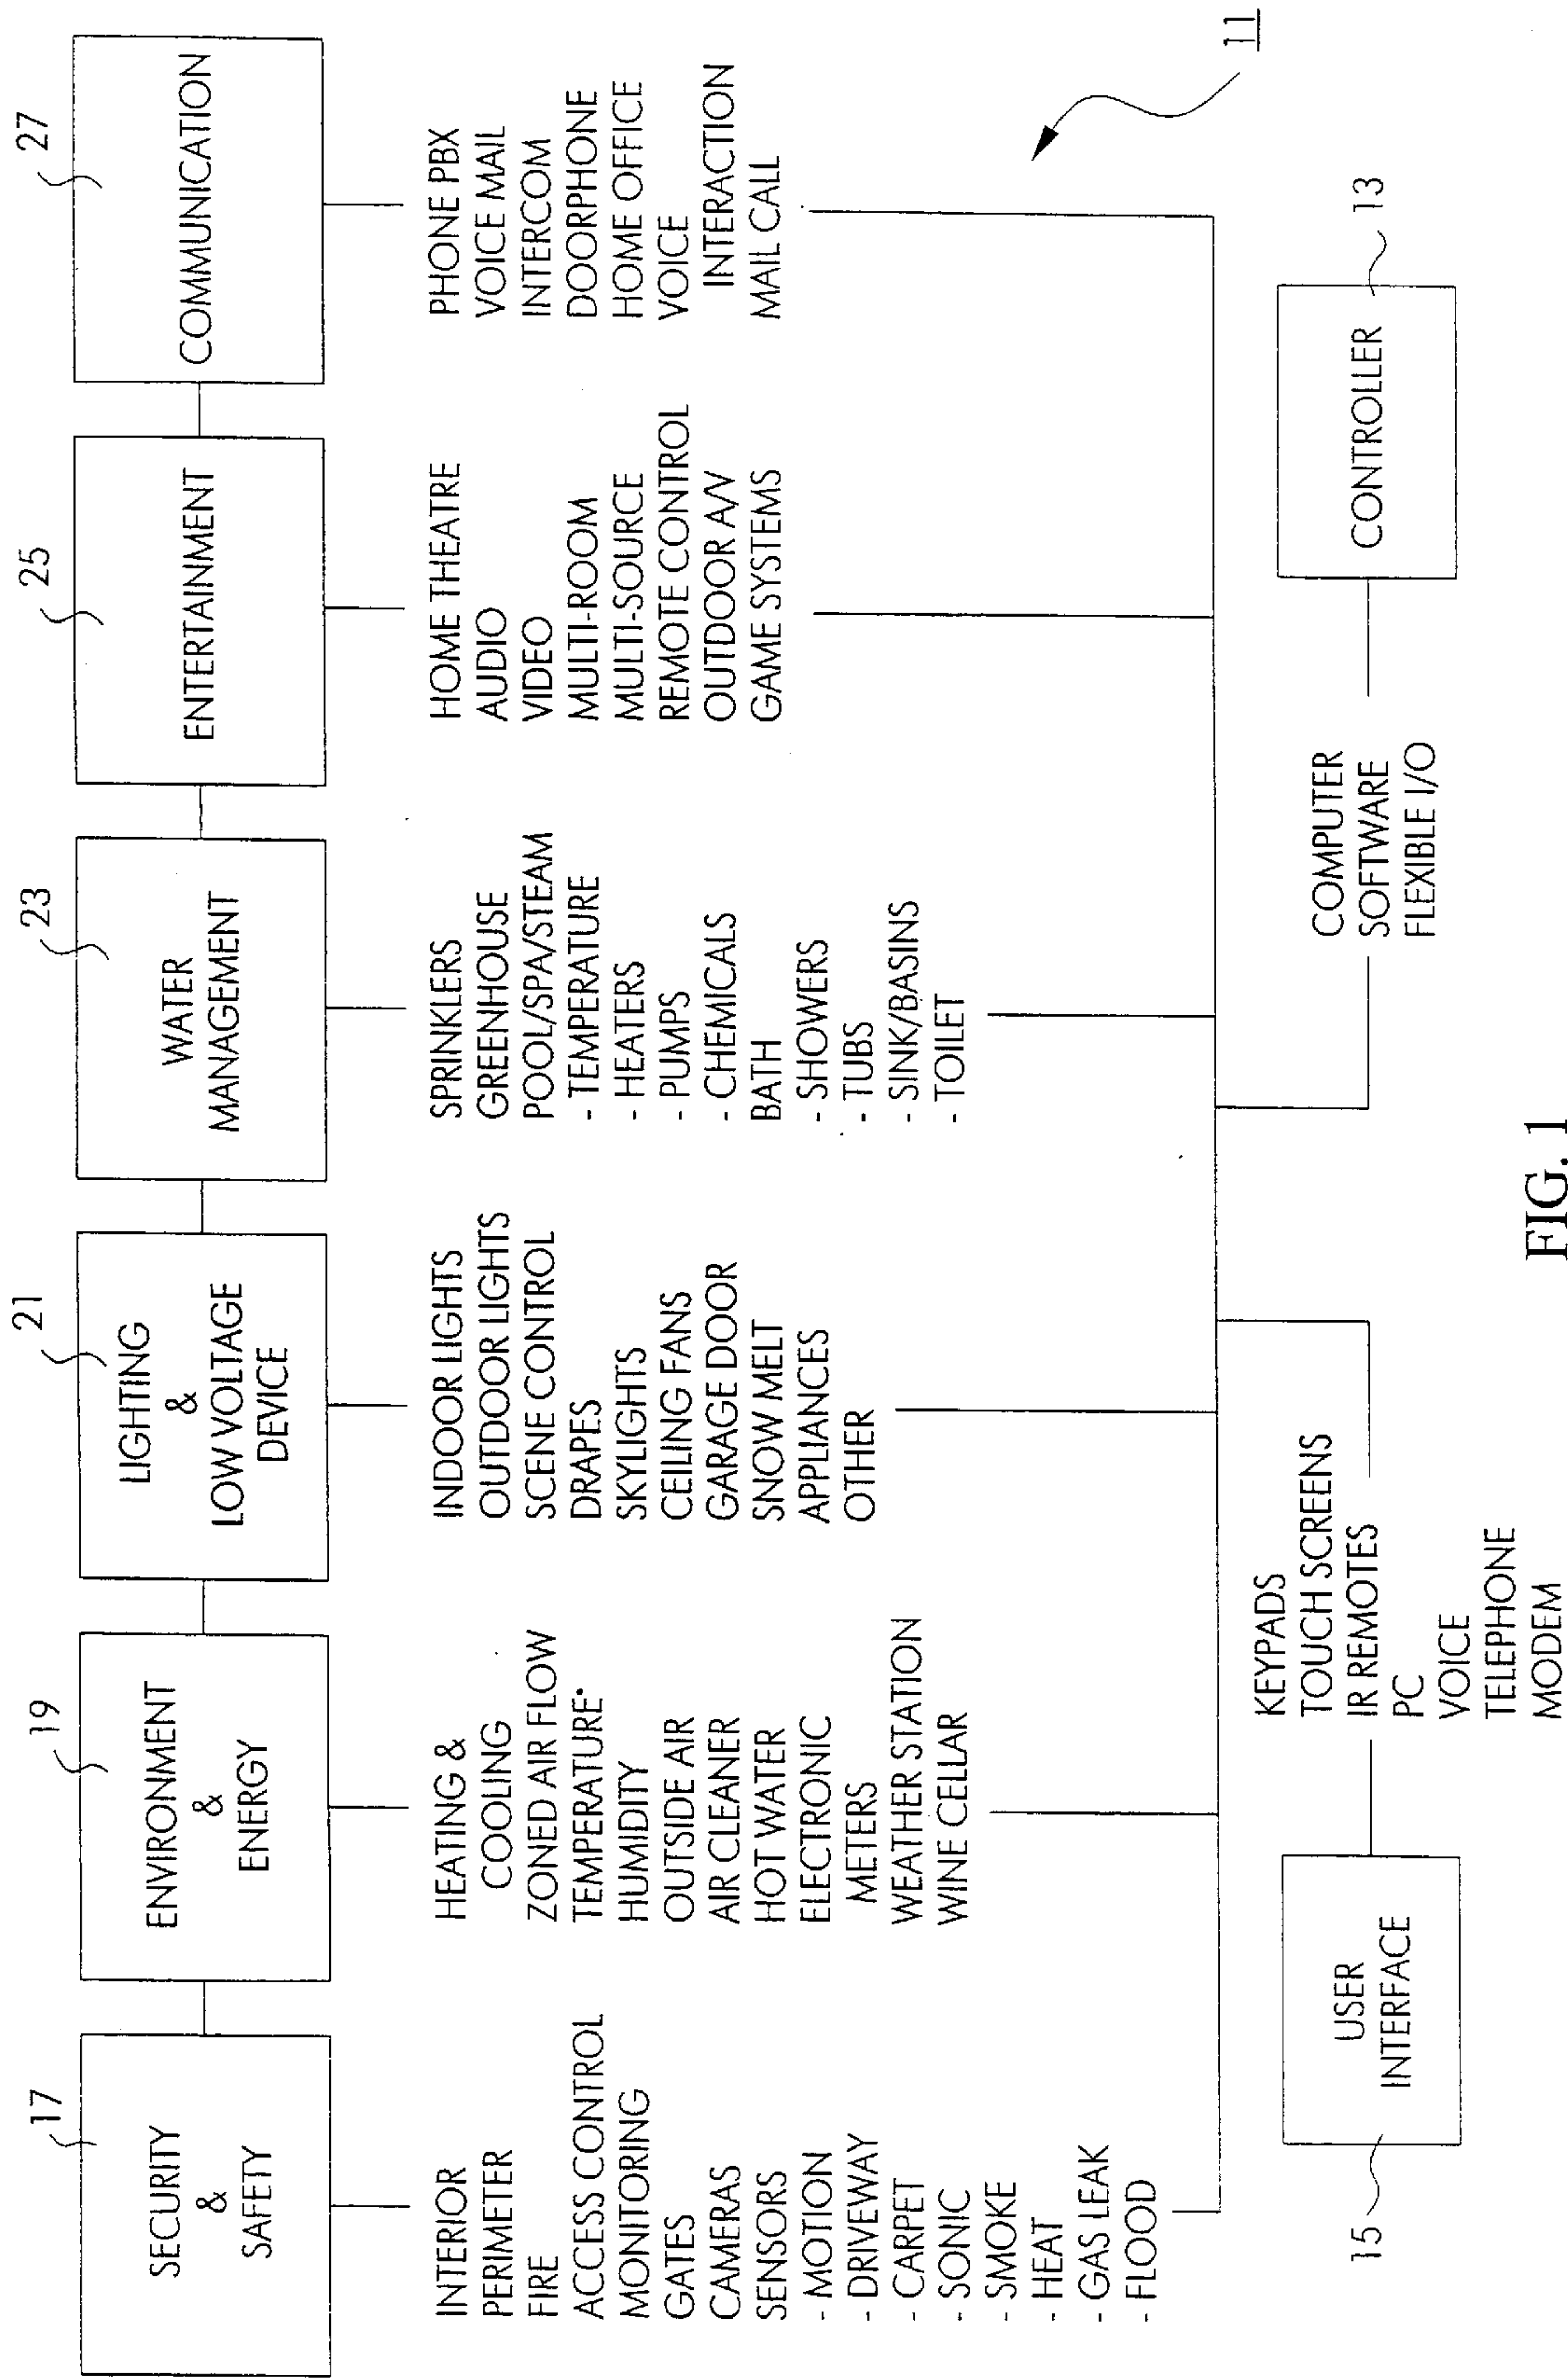 17
SECURITY
&
SAFETY
INTERIOR
PERIMETER
FIRE
ACCESS CONTROL
MONITORING
GATES
CAMERAS
SENSORS
- MOTION
- DRIVEWAY
- CARPET
- SONIC
- SMOKE
- HEAT
- GAS LEAK
- FLOOD
19
ENVIRONMENT
&
ENERGY
HEATING &
COOLING
ZONED AIR FLOW
TEMPERATURE
HUMIDITY
OUTSIDE AIR
AIR CLEANER
HOT WATER
ELECTRONIC
METERS
WEATHER STATION
WINE CELLAR
21
LIGHTING
&
LOW VOLTAGE
DEVICE
INDOOR LIGHTS
OUTDOOR LIGHTS
SCENE CONTROL
DRAPES
SKYLIGHTS
CEILING FANS
GARAGE DOOR
SNOW MELT
APPLIANCES
OTHER
23
WATER
MANAGEMENT
SPRINKLERS
GREENHOUSE
POOL/SPA/STEAM
- TEMPERATURE
- HEATERS
- PUMPS
- CHEMICALS
BATH
- SHOWERS
- TUBS
- SINK/BASINS
- TOILET
25
ENTERTAINMENT
HOME THEATRE
AUDIO
VIDEO
MULTI-ROOM
MULTI-SOURCE
REMOTE CONTROL
OUTDOOR A/V
GAME SYSTEMS
27
COMMUNICATION
PHONE PBX
VOICE MAIL
INTERCOM
DOORPHONE
HOME OFFICE
VOICE
INTERACTION
MAIL CALL
11
15
USER
INTERFACE
KEYPADS
TOUCH SCREENS
IR REMOTES
PC
VOICE
TELEPHONE
MODEM
COMPUTER
SOFTWARE
FLEXIBLE I/O
CONTROLLER
13
FIG. 1